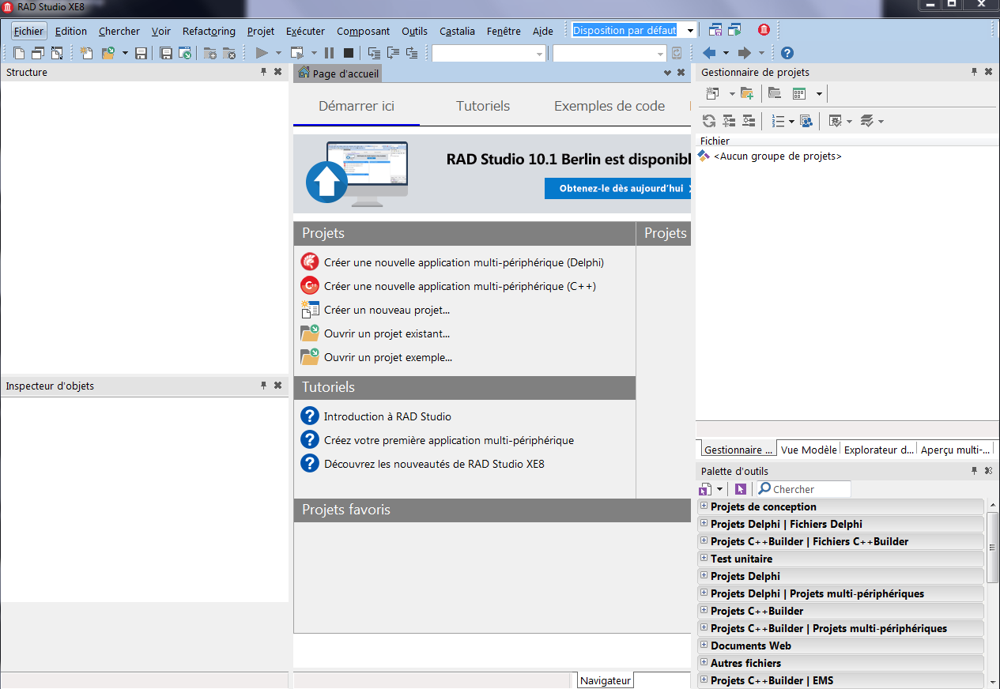 RAD Studio XE8
Fichier Edition Chercher Voir Refactoring Projet Exécuter Composant Outils Castalia Fenêtre Aide Disposition par défaut
Structure
Page d'accueil
Démarrer ici Tutoriels Exemples de code
RAD Studio 10.1 Berlin est disponibl
Obtenez-le dès aujourd'hui
Projets
Créer une nouvelle application multi-périphérique (Delphi)
Créer une nouvelle application multi-périphérique (C++)
Créer un nouveau projet...
Ouvrir un projet existant...
Ouvrir un projet exemple...
Projets
Tutoriels
Introduction à RAD Studio
Créez votre première application multi-périphérique
Découvrez les nouveautés de RAD Studio XE8
Projets favoris
Navigateur
Inspecteur d'objets
Gestionnaire de projets
Fichier
<Aucun groupe de projets>
Gestionnaire ... Vue Modèle Explorateur d... Aperçu multi-...
Palette d'outils
Chercher
Projets de conception
Projets Delphi | Fichiers Delphi
Projets C++Builder | Fichiers C++Builder
Test unitaire
Projets Delphi
Projets Delphi | Projets multi-périphériques
Projets C++Builder
Projets C++Builder | Projets multi-périphériques
Documents Web
Autres fichiers
Projets C++Builder | EMS